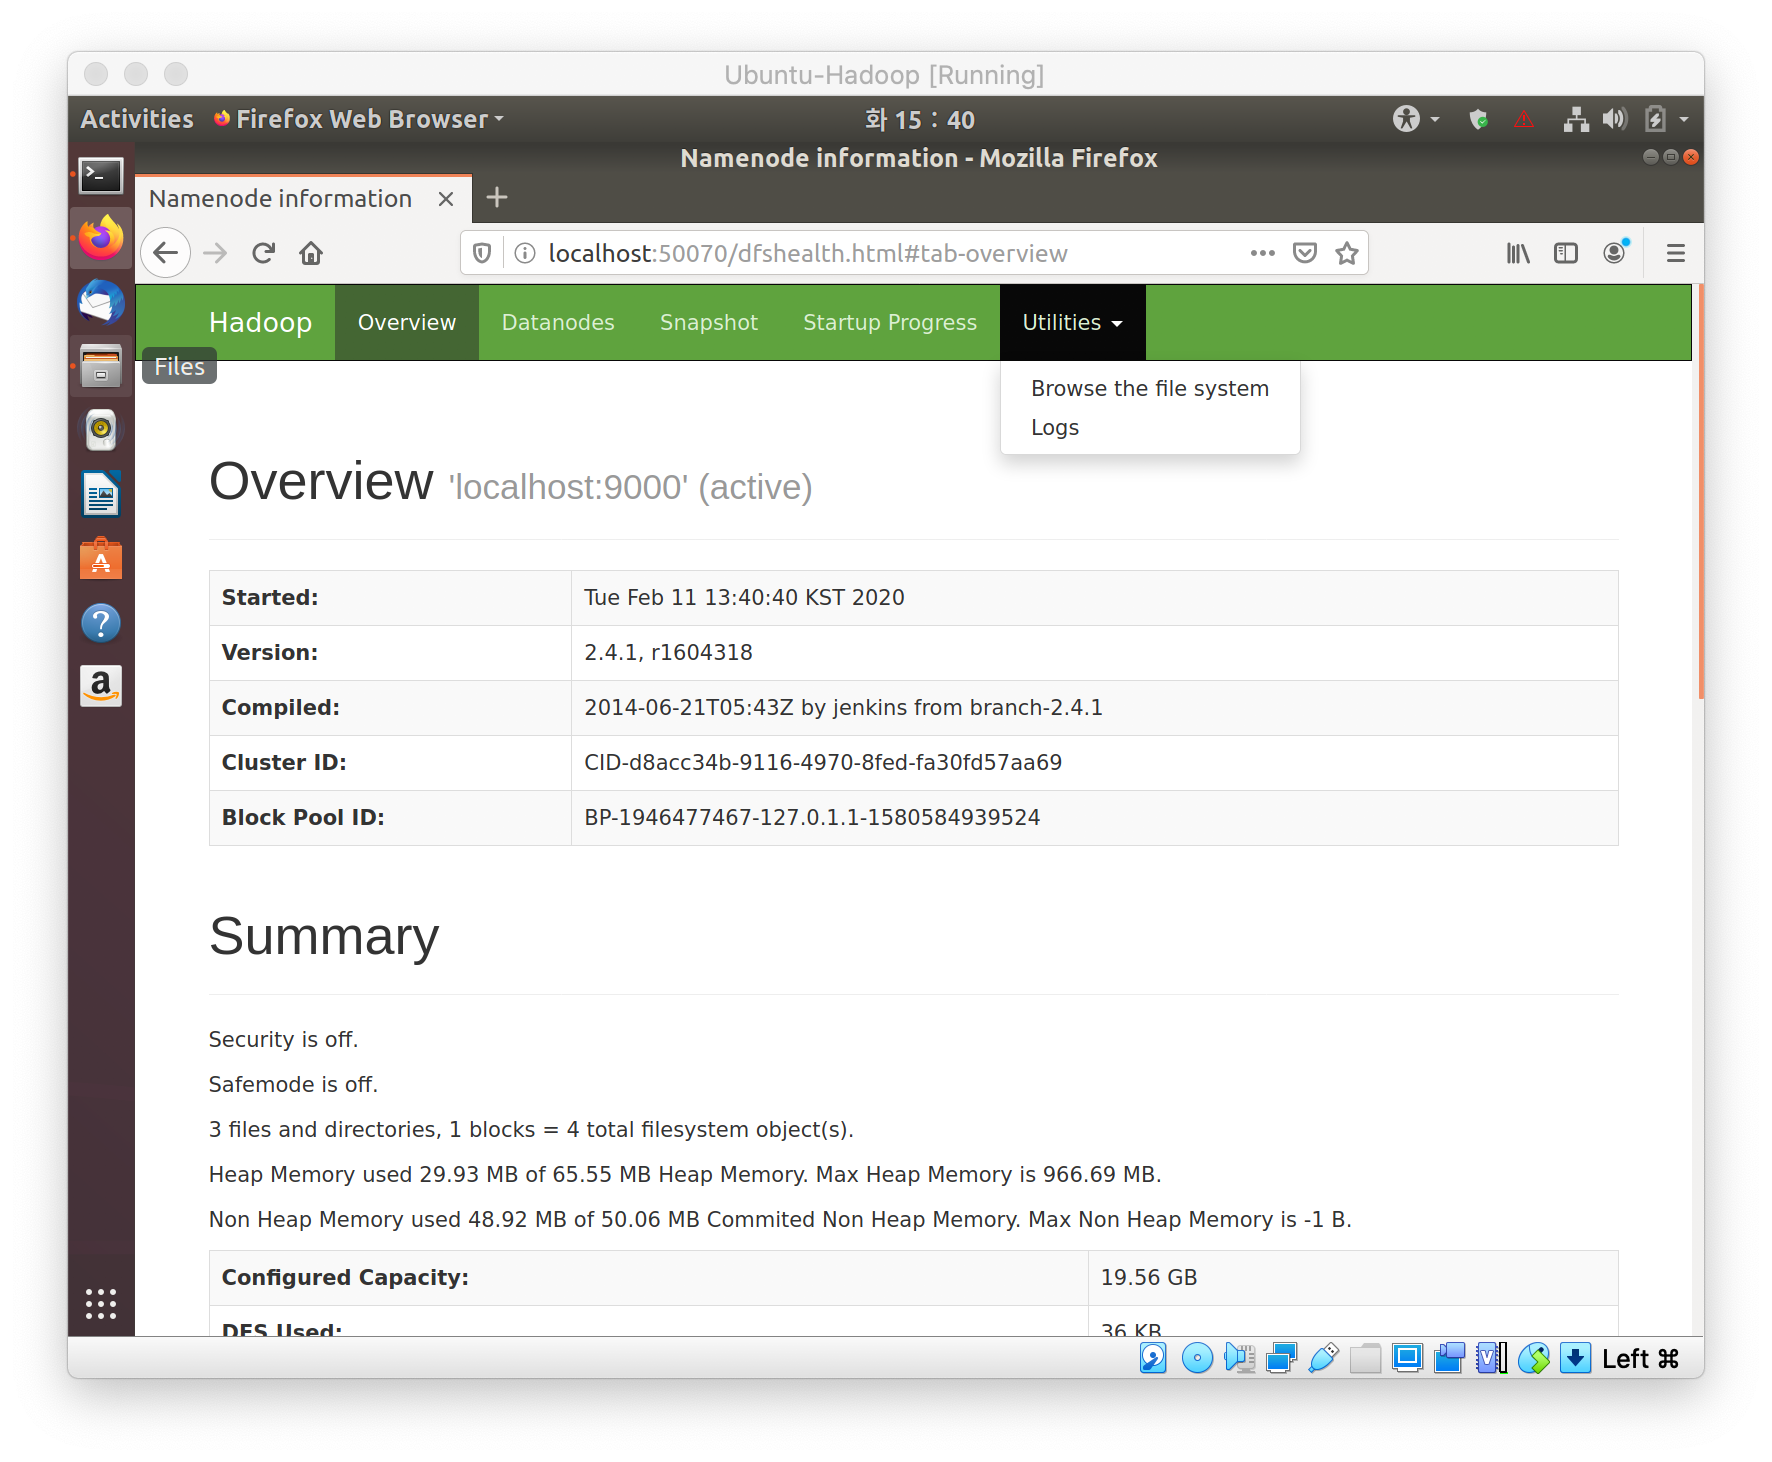 Ubuntu-Hadoop [Running]
Activities Firefox Web Browser 화 15 : 40
Namenode information - Mozilla Firefox
Namenode information
localhost:50070/dfshealth.html#tab-overview
Hadoop Overview Datanodes Snapshot Startup Progress Utilities
Files
Browse the file system
Logs
Overview 'localhost:9000' (active)
Started: Tue Feb 11 13:40:40 KST 2020
Version: 2.4.1, r1604318
Compiled: 2014-06-21T05:43Z by jenkins from branch-2.4.1
Cluster ID: CID-d8acc34b-9116-4970-8fed-fa30fd57aa69
Block Pool ID: BP-1946477467-127.0.1.1-1580584939524
Summary
Security is off.
Safemode is off.
3 files and directories, 1 blocks = 4 total filesystem object(s).
Heap Memory used 29.93 MB of 65.55 MB Heap Memory. Max Heap Memory is 966.69 MB.
Non Heap Memory used 48.92 MB of 50.06 MB Commited Non Heap Memory. Max Non Heap Memory is -1 B.
Configured Capacity: 19.56 GB
DFS Used: 36 KB
Left ⌘